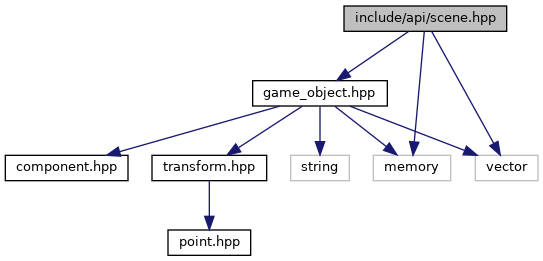 include/api/scene.hpp
game_object.hpp
component.hpp
transform.hpp
string
memory
vector
point.hpp